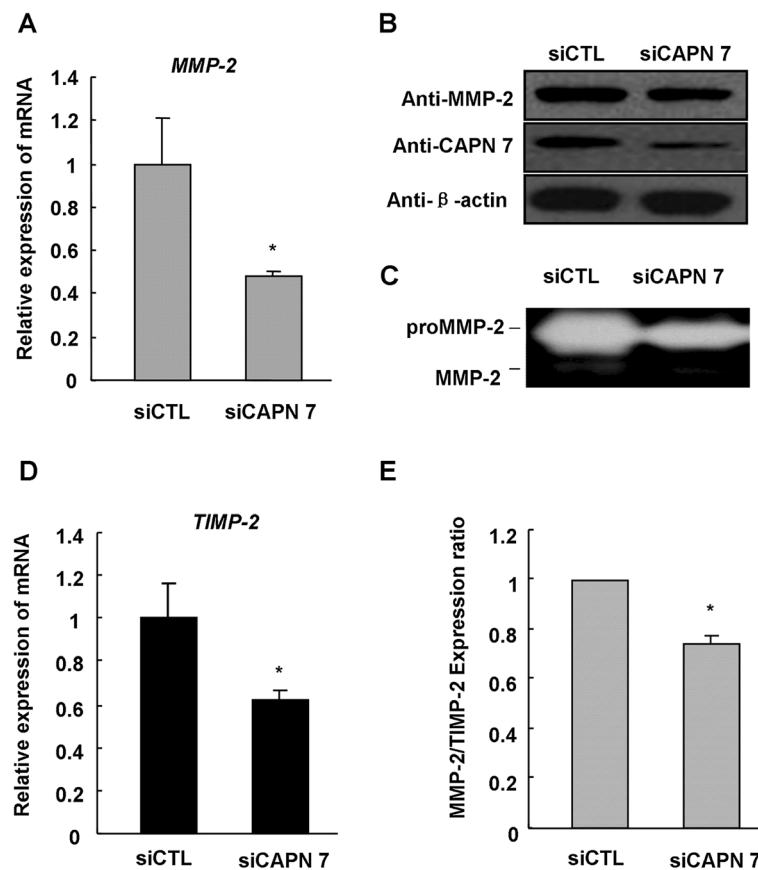 A
MMP-2
Relative expression of mRNA
1.4
1.2
1
0.8
0.6
0.4
0.2
0
*
siCTL siCAPN 7
B
siCTL siCAPN 7
Anti-MMP-2
Anti-CAPN 7
Anti-β-actin
C
siCTL siCAPN 7
proMMP-2
MMP-2
D
TIMP-2
Relative expression of mRNA
1.4
1.2
1
0.8
0.6
0.4
0.2
0
*
siCTL siCAPN 7
E
MMP-2/TIMP-2 Expression ratio
1.2
1
0.8
0.6
0.4
0.2
0
*
siCTL siCAPN 7